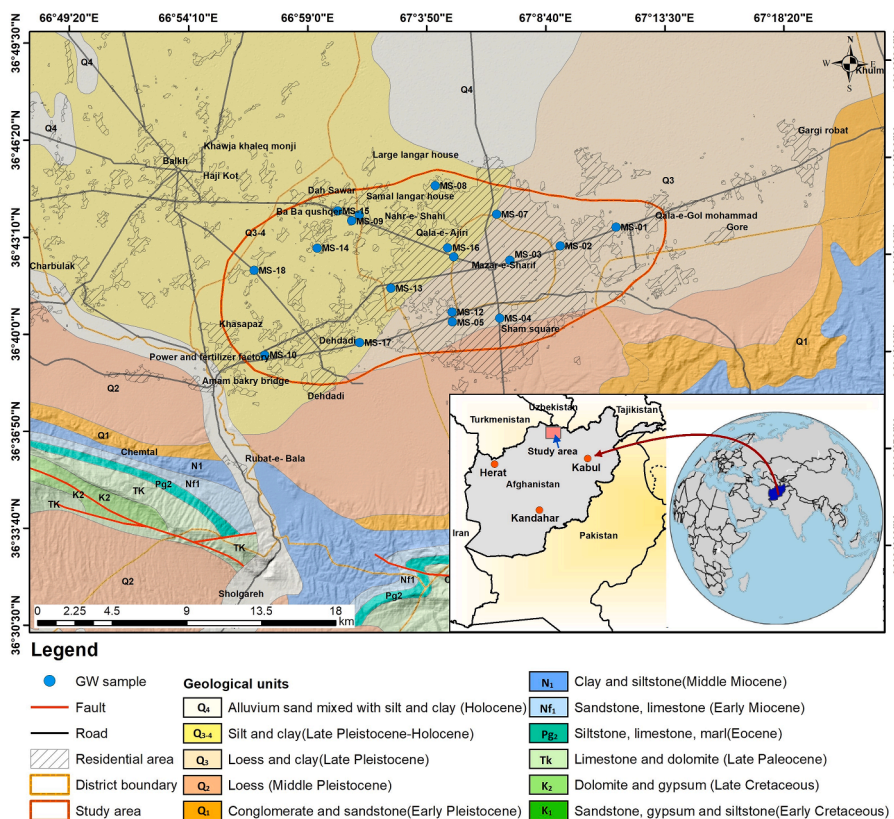 66°49'20"E 66°54'10"E 66°59'0"E 67°3'50"E 67°8'40"E 67°13'30"E 67°18'20"E
36°49'30"N
36°46'20"N
36°43'10"N
36°40'0"N
36°36'50"N
36°33'40"N
36°30'30"N
N
W E
S
Khulm
Q4
Q4
Q4
Gargi robat
Khawja khaleq monji
Large langar house
Balkh
Haji Kot
Q3
MS-08
Dah Sawar
Samal langar house
Ba Ba qushqar
MS-15
MS-09
Nahr-e- Shahi
MS-07
Qala-e-Gol mohammad
Gore
MS-01
Q3-4
Qala-e- Ajiri
MS-14
MS-16
MS-02
MS-03
Mazar-e-Sharif
Charbulak
MS-18
MS-13
MS-12
MS-05
MS-04
Sham square
Khasapaz
Dehdadi
MS-17
Q1
Power and fertilizer factory
MS-10
Amam bakry bridge
Q2
Dehdadi
Q1
Chemtal
Rubat-e- Bala
N1
Pg2
Nf1
TK
K2
K2
TK
TK
Q2
Sholgareh
Nf1
Pg2
0 2.25 4.5 9 13.5 18
km
Uzbekistan
Turkmenistan
Tajikistan
Study area
Herat
Kabul
Afghanistan
Kandahar
Iran
Pakistan
Legend
GW sample
Fault
Road
Residential area
District boundary
Study area
Geological units
Q4 Alluvium sand mixed with silt and clay (Holocene)
Q3-4 Silt and clay(Late Pleistocene-Holocene)
Q3 Loess and clay(Late Pleistocene)
Q2 Loess (Middle Pleistocene)
Q1 Conglomerate and sandstone(Early Pleistocene)
N1 Clay and siltstone(Middle Miocene)
Nf1 Sandstone, limestone (Early Miocene)
Pg2 Siltstone, limestone, marl(Eocene)
Tk Limestone and dolomite (Late Paleocene)
K2 Dolomite and gypsum (Late Cretaceous)
K1 Sandstone, gypsum and siltstone(Early Cretaceous)